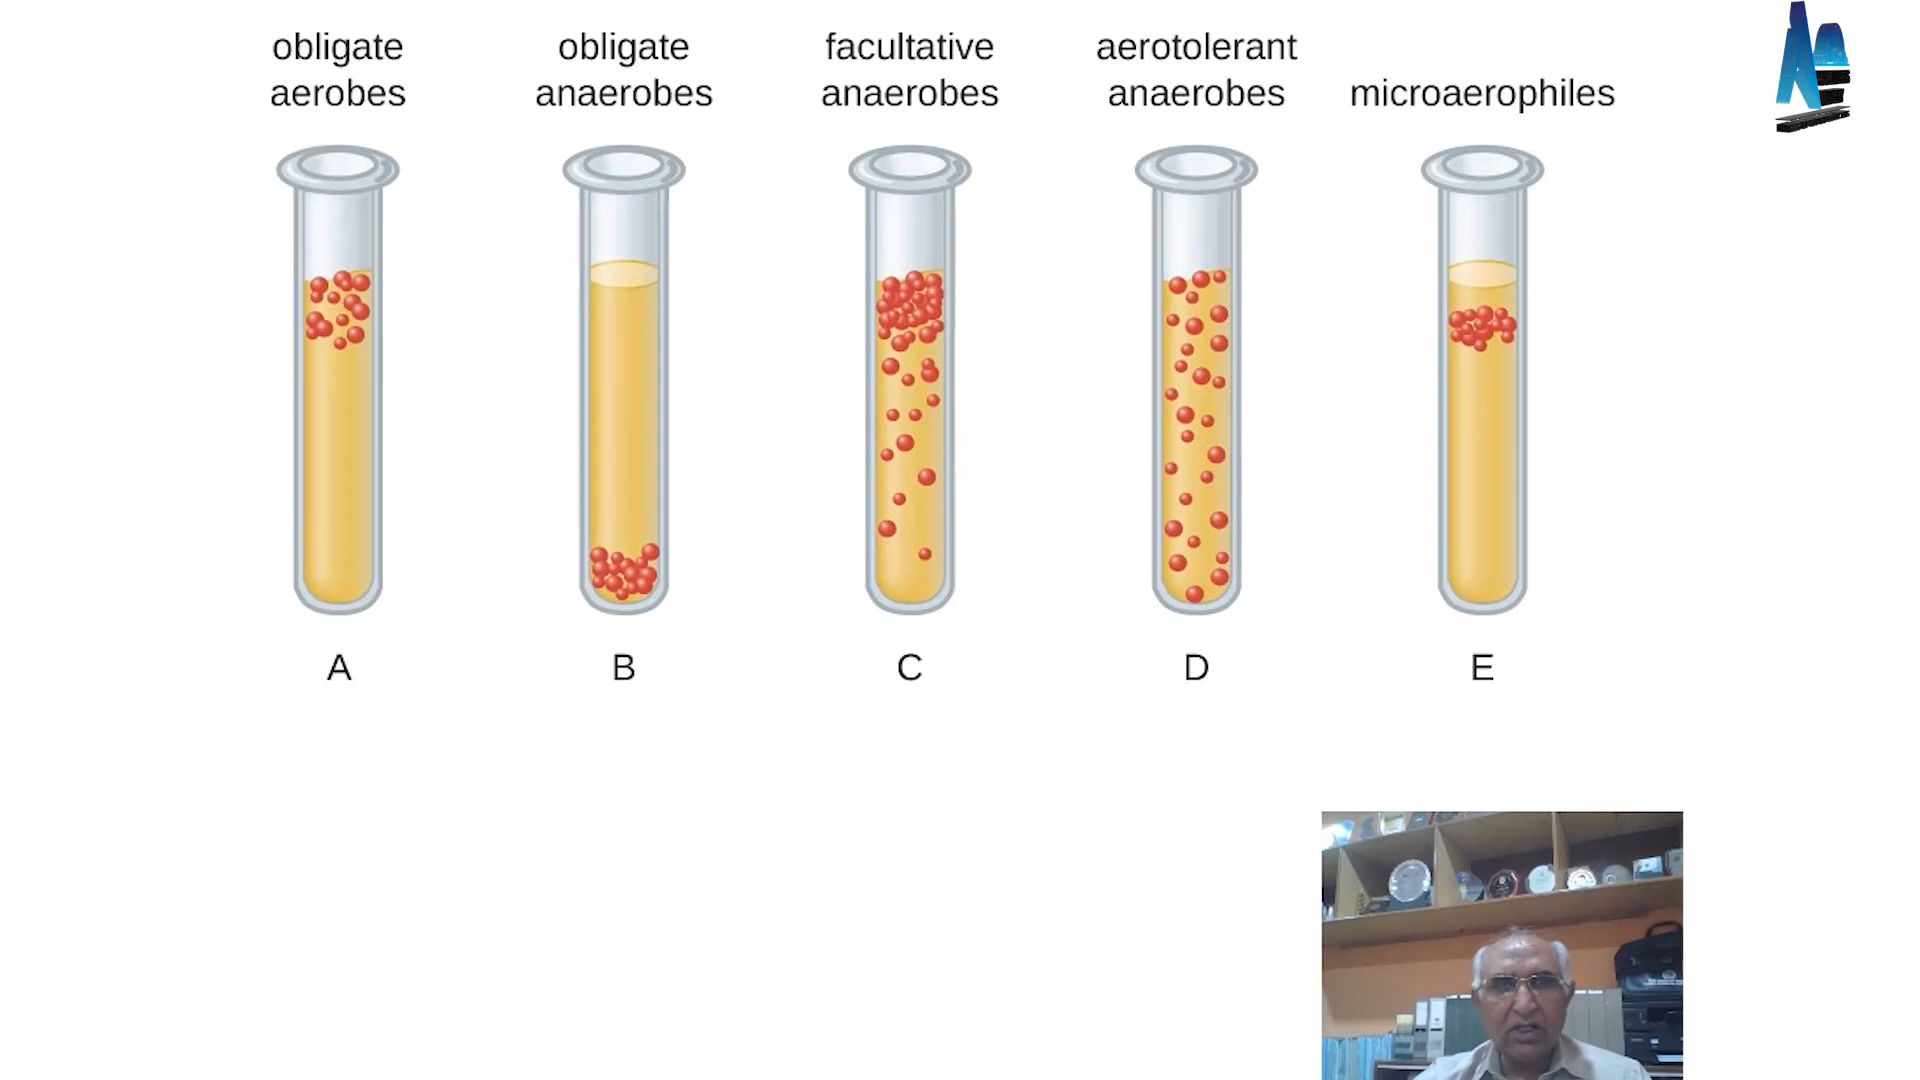 obligate
aerobes
obligate
anaerobes
facultative
anaerobes
aerotolerant
anaerobes
microaerophiles
A
B
C
D
E